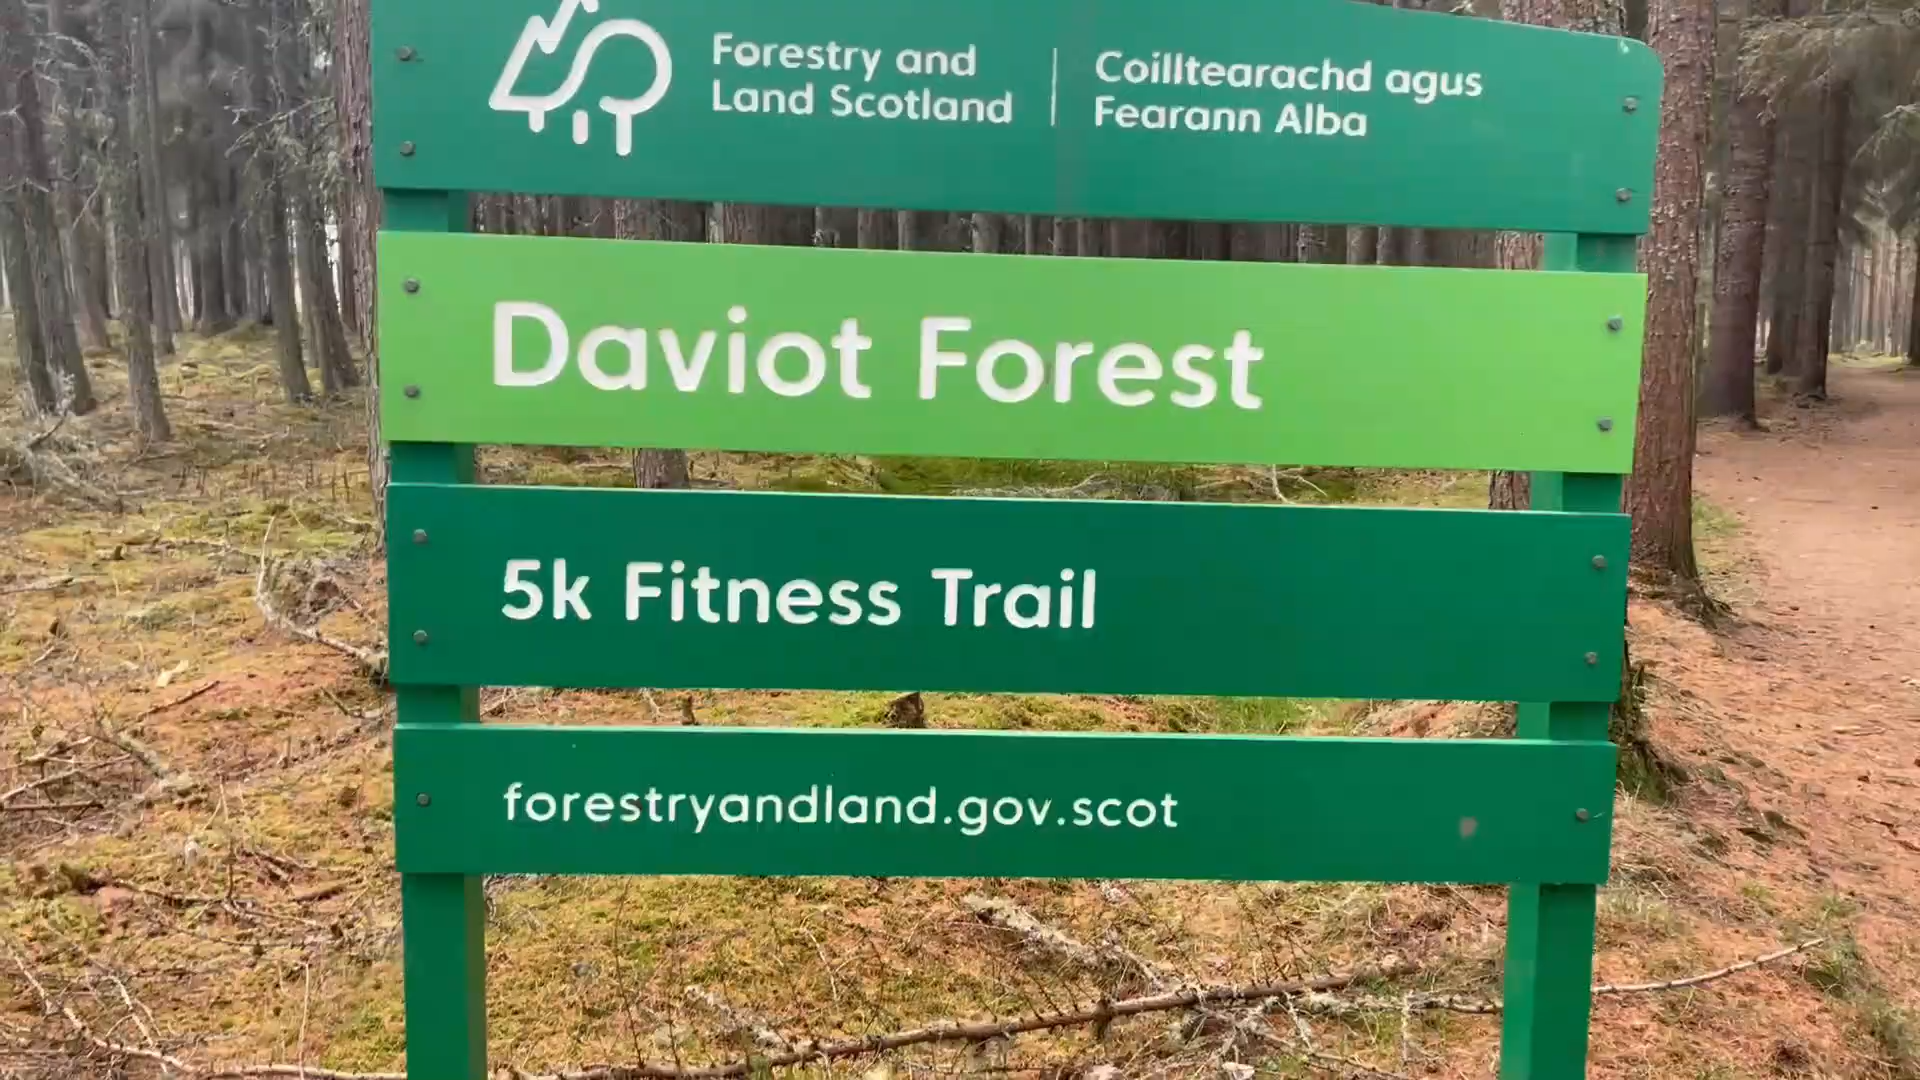 Forestry and
Land Scotland
Coilltearachd agus
Fearann Alba
Daviot Forest
5k Fitness Trail
forestryandland.gov.scot